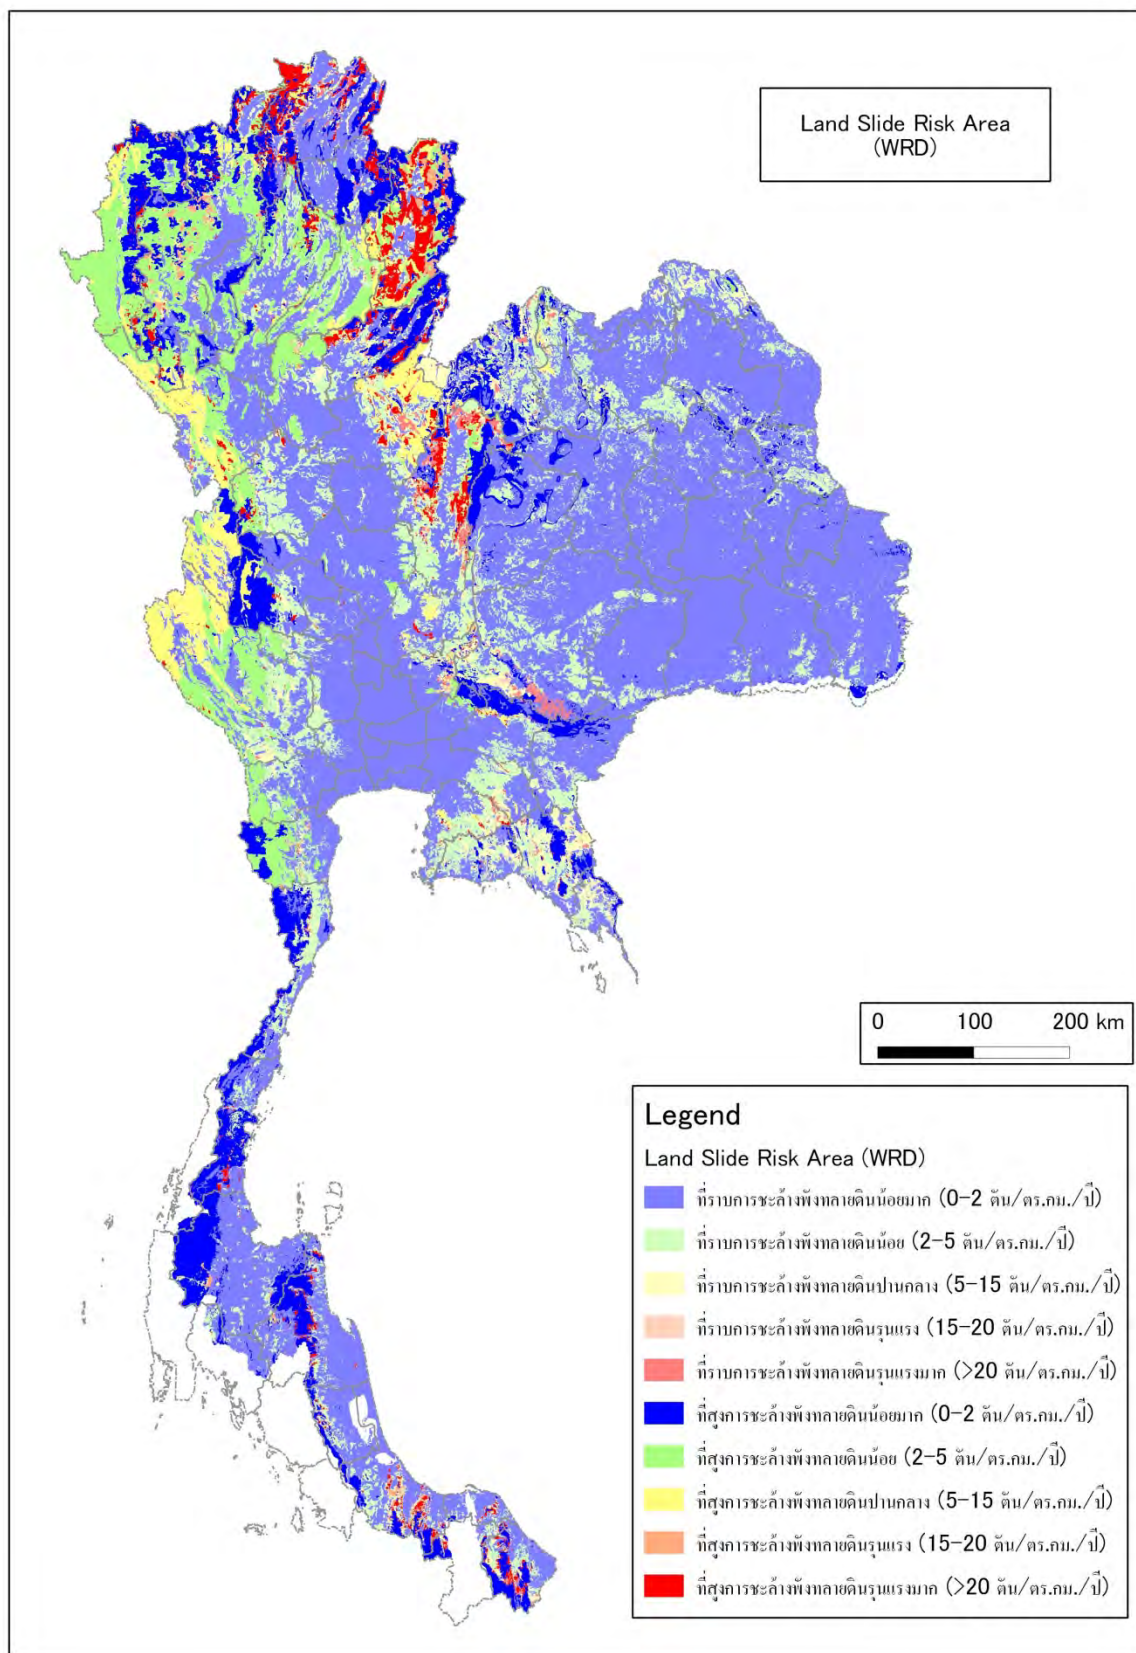 Land Slide Risk Area
(WRD)
0 100 200 km
Legend
Land Slide Risk Area (WRD)
ที่ราบการชะล้างพังทลายดินน้อยมาก (0-2 ตัน/ตร.กม./ปี)
ที่ราบการชะล้างพังทลายดินน้อย (2-5 ตัน/ตร.กม./ปี)
ที่ราบการชะล้างพังทลายดินปานกลาง (5-15 ตัน/ตร.กม./ปี)
ที่ราบการชะล้างพังทลายดินรุนแรง (15-20 ตัน/ตร.กม./ปี)
ที่ราบการชะล้างพังทลายดินรุนแรงมาก (>20 ตัน/ตร.กม./ปี)
ที่สูงการชะล้างพังทลายดินน้อยมาก (0-2 ตัน/ตร.กม./ปี)
ที่สูงการชะล้างพังทลายดินน้อย (2-5 ตัน/ตร.กม./ปี)
ที่สูงการชะล้างพังทลายดินปานกลาง (5-15 ตัน/ตร.กม./ปี)
ที่สูงการชะล้างพังทลายดินรุนแรง (15-20 ตัน/ตร.กม./ปี)
ที่สูงการชะล้างพังทลายดินรุนแรงมาก (>20 ตัน/ตร.กม./ปี)